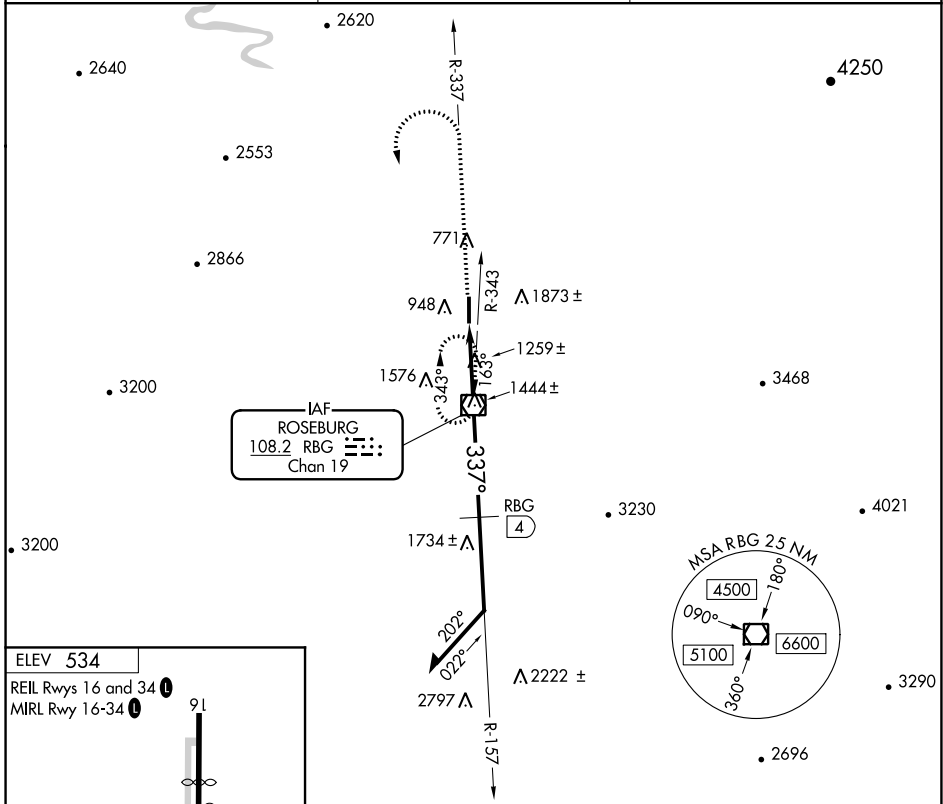 2620
2640
4250
R-337
2553
771
2866
948
R-343
1873 ±
1259 ±
1576
343°
163°
1444 ±
3200
3468
IAF
ROSEBURG
108.2 RBG
Chan 19
337°
RBG
4
3230
4021
3200
1734 ±
MSA RBG 25 NM
4500
180°
090°
5100
6600
360°
202°
022°
2222 ±
2797
3290
R-157
2696
ELEV 534
REIL Rwys 16 and 34 L
MIRL Rwy 16-34 L
16